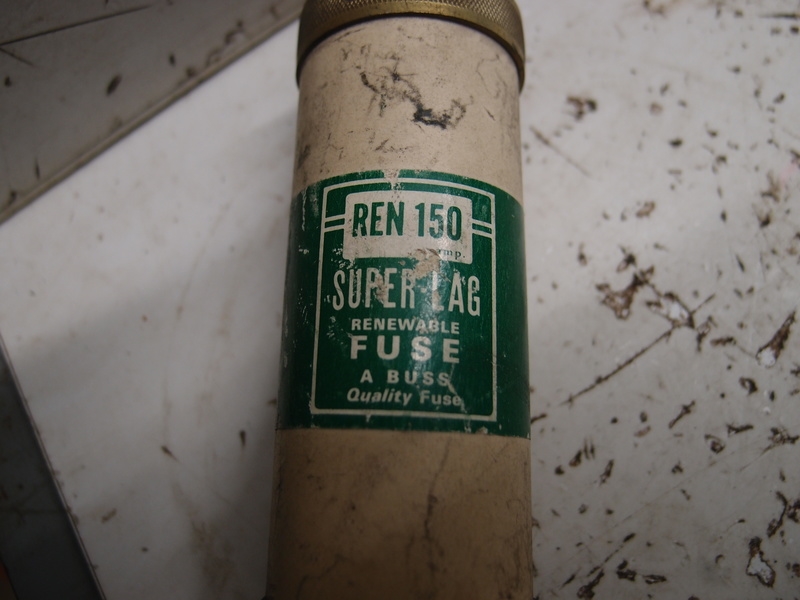 REN 150
SUPER LAG
RENEWABLE
FUSE
A BUSS
Quality Fuse